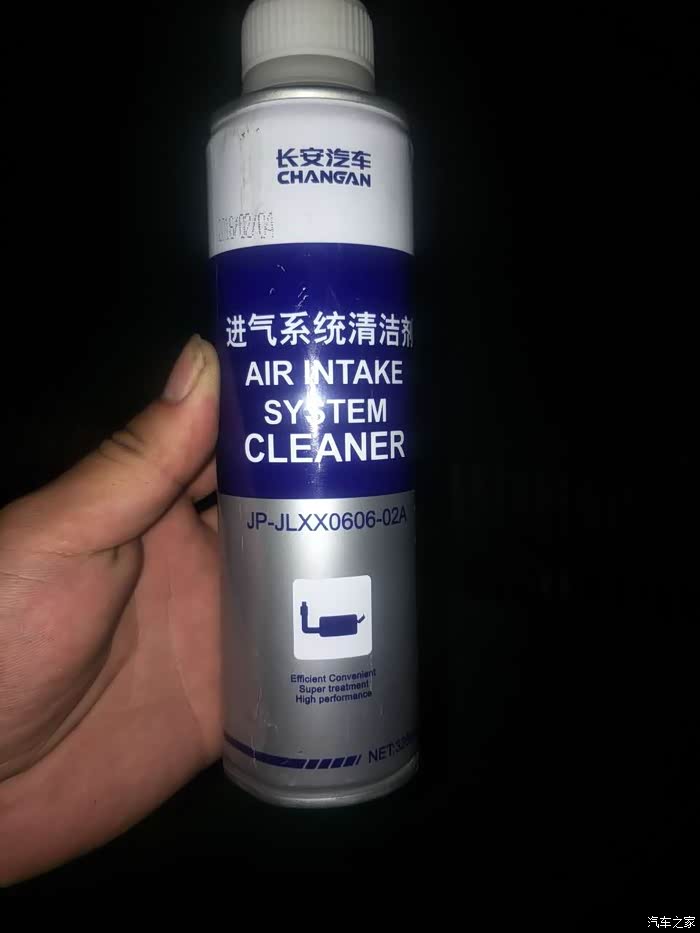 长安汽车
CHANGAN
进气系统清洁剂
AIR INTAKE
SYSTEM
CLEANER
JP-JLXX0606-02A
Efficient Convenient
Super treatment
High performance
NET:
汽车之家